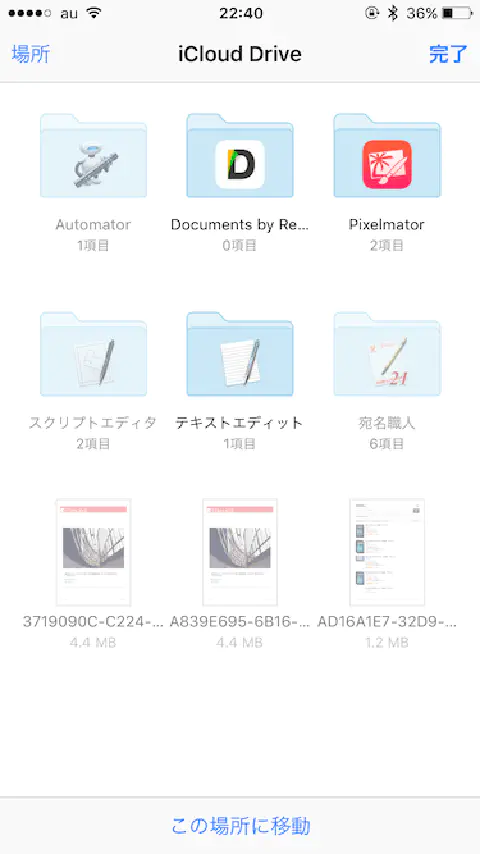 au 22:40 36%
場所 iCloud Drive 完了
Automator Documents by Re... Pixelmator
1項目 0項目 2項目
スクリプトエディタ テキストエディット 宛名職人
2項目 1項目 6項目
3719090C-C224-... A839E695-6B16-... AD16A1E7-32D9-...
4.4 MB 4.4 MB 1.2 MB
この場所に移動